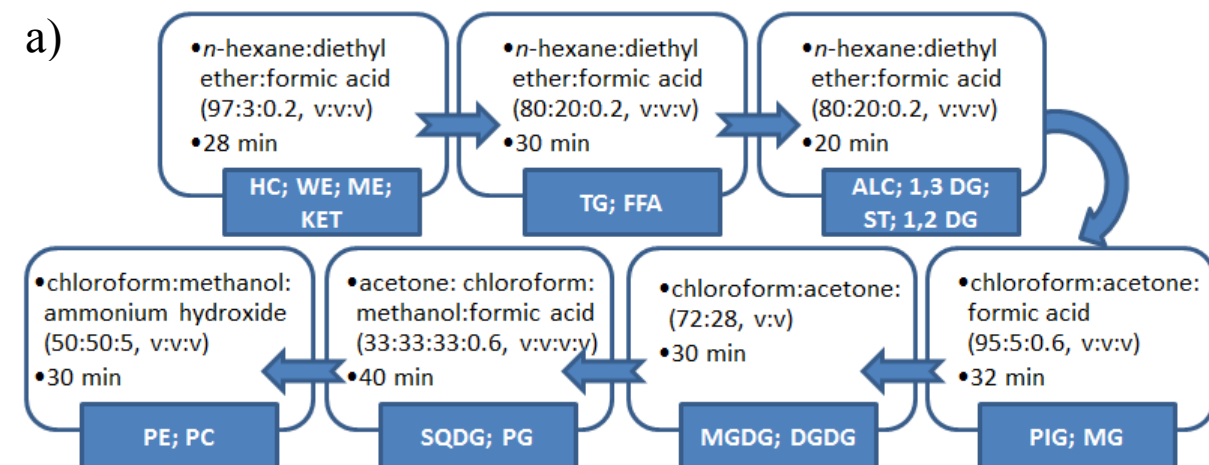 a)
•n-hexane:diethyl
ether:formic acid
(97:3:0.2, v:v:v)
•28 min
HC; WE; ME;
KET
•n-hexane:diethyl
ether:formic acid
(80:20:0.2, v:v:v)
•30 min
TG; FFA
•n-hexane:diethyl
ether:formic acid
(80:20:0.2, v:v:v)
•20 min
ALC; 1,3 DG;
ST; 1,2 DG
•chloroform:acetone:
formic acid
(95:5:0.6, v:v:v)
•32 min
PIG; MG
•chloroform:acetone:
(72:28, v:v)
•30 min
MGDG; DGDG
•acetone: chloroform:
methanol:formic acid
(33:33:33:0.6, v:v:v:v)
•40 min
SQDG; PG
•chloroform:methanol:
ammonium hydroxide
(50:50:5, v:v:v)
•30 min
PE; PC